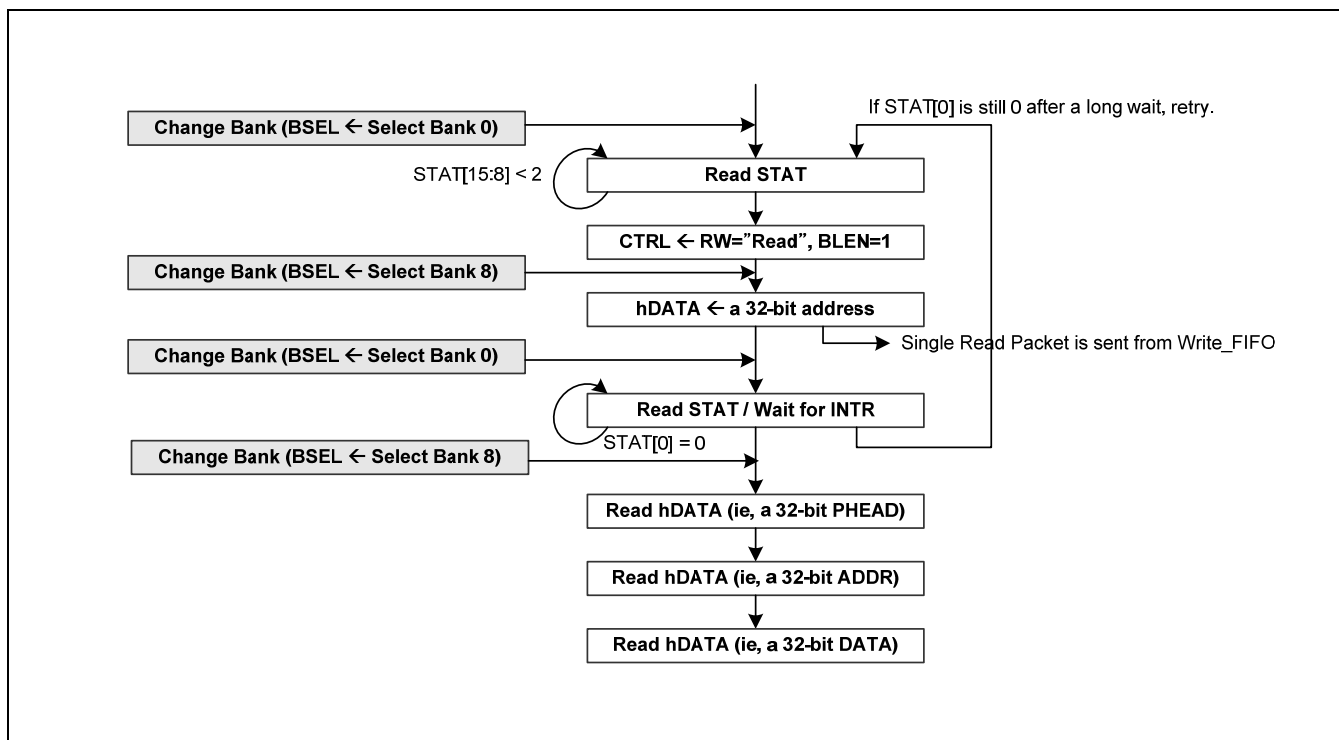 If STAT[0] is still 0 after a long wait, retry.
Change Bank (BSEL ← Select Bank 0)
STAT[15:8] < 2
Read STAT
CTRL ← RW="Read", BLEN=1
Change Bank (BSEL ← Select Bank 8)
hDATA ← a 32-bit address
Single Read Packet is sent from Write_FIFO
Change Bank (BSEL ← Select Bank 0)
Read STAT / Wait for INTR
STAT[0] = 0
Change Bank (BSEL ← Select Bank 8)
Read hDATA (ie, a 32-bit PHEAD)
Read hDATA (ie, a 32-bit ADDR)
Read hDATA (ie, a 32-bit DATA)